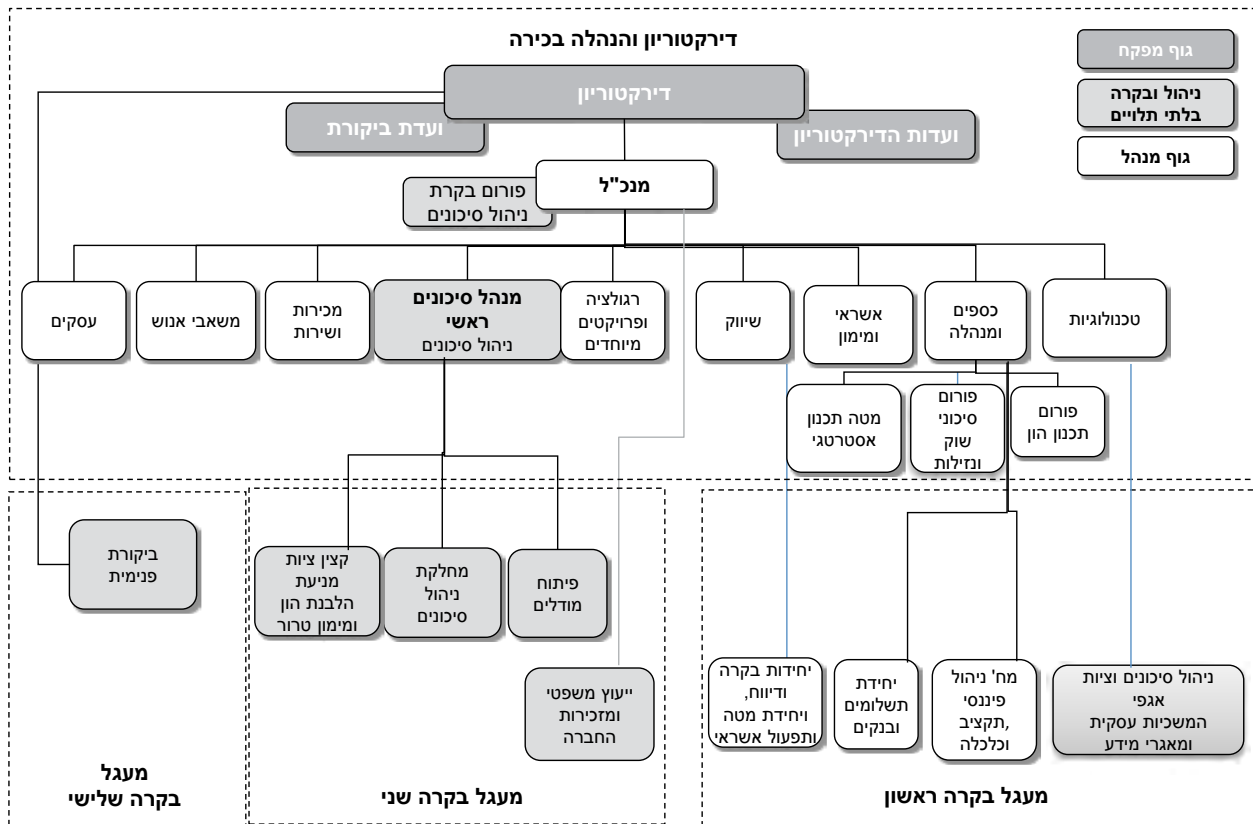 דירקטוריון והנהלה בכירה
גוף מפקח
ניהול ובקרה
בלתי תלויים
גוף מנהל
דירקטוריון
ועדות הדירקטוריון
ועדת ביקורת
מנכ"ל
פורום בקרת
ניהול סיכונים
טכנולוגיות
כספים
ומנהלה
אשראי
ומימון
שיווק
רגולציה
ופרויקטים
מיוחדים
מנהל סיכונים
ראשי
ניהול סיכונים
מכירות
ושירות
משאבי אנוש
עסקים
פורום
תכנון הון
פורום
סיכוני
שוק
ונזילות
מטה תכנון
אסטרטגי
ניהול סיכונים וציות
אגפי
המשכיות עסקית
ומאגרי מידע
מח' ניהול
פיננסי
,תקציב
וכלכלה
יחידת
תשלומים
ובנקים
יחידות בקרה
ודיווח,
ויחידת מטה
ותפעול אשראי
מעגל בקרה ראשון
פיתוח
מודלים
מחלקת
ניהול
סיכונים
קצין ציות
מניעת
הלבנת הון
ומימון טרור
ייעוץ משפטי
ומזכירות
החברה
מעגל בקרה שני
ביקורת
פנימית
מעגל
בקרה שלישי